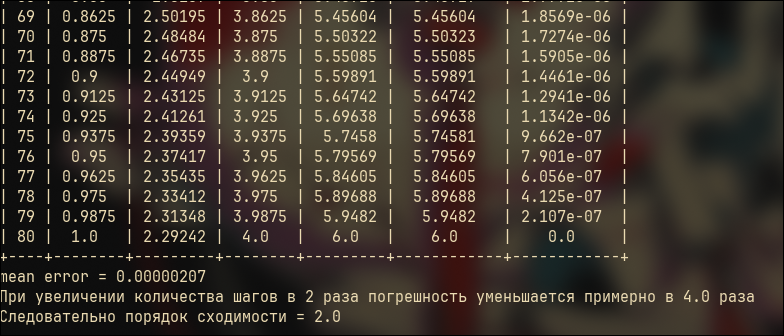 | 69 | 0.8625 | 2.50195 | 3.8625 | 5.45604 | 5.45604 | 1.8569e-06 |
| 70 | 0.875 | 2.48484 | 3.875 | 5.50322 | 5.50323 | 1.7274e-06 |
| 71 | 0.8875 | 2.46735 | 3.8875 | 5.55085 | 5.55085 | 1.5905e-06 |
| 72 | 0.9 | 2.44949 | 3.9 | 5.59891 | 5.59891 | 1.4461e-06 |
| 73 | 0.9125 | 2.43125 | 3.9125 | 5.64742 | 5.64742 | 1.2941e-06 |
| 74 | 0.925 | 2.41261 | 3.925 | 5.69638 | 5.69638 | 1.1342e-06 |
| 75 | 0.9375 | 2.39359 | 3.9375 | 5.7458 | 5.74581 | 9.662e-07 |
| 76 | 0.95 | 2.37417 | 3.95 | 5.79569 | 5.79569 | 7.901e-07 |
| 77 | 0.9625 | 2.35435 | 3.9625 | 5.84605 | 5.84605 | 6.056e-07 |
| 78 | 0.975 | 2.33412 | 3.975 | 5.89688 | 5.89688 | 4.125e-07 |
| 79 | 0.9875 | 2.31348 | 3.9875 | 5.9482 | 5.9482 | 2.107e-07 |
| 80 | 1.0 | 2.29242 | 4.0 | 6.0 | 6.0 | 0.0 |
mean error = 0.00000207
При увеличении количества шагов в 2 раза погрешность уменьшается примерно в 4.0 раза
Следовательно порядок сходимости = 2.0